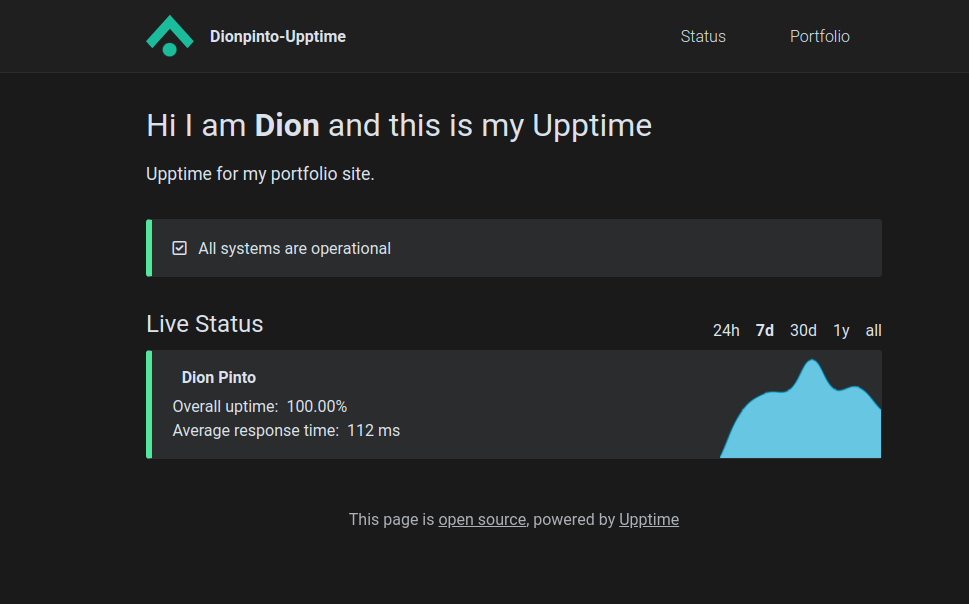 Dionpinto-Upptime
Status
Portfolio
Hi I am Dion and this is my Upptime
Upptime for my portfolio site.
All systems are operational
Live Status
24h 7d 30d 1y all
Dion Pinto
Overall uptime: 100.00%
Average response time: 112 ms
This page is open source, powered by Upptime